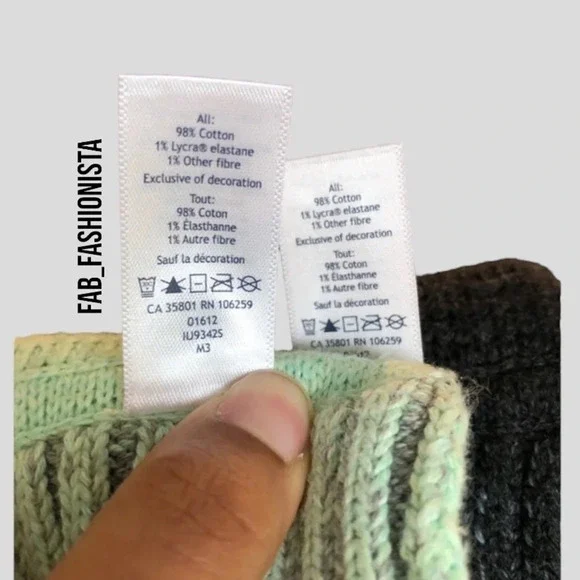 FAB_FASHIONISTA
All:
98% Cotton
1% Lycra® elastane
1% Other fibre
Exclusive of decoration
Tout:
98% Coton
1% Élasthanne
1% Autre fibre
Sauf la décoration
CA 35801 RN 106259
01612
IIJ9342S
M3
All:
98% Cotton
1% Lycra® elastane
1% Other fibre
Exclusive of decoration
Tout:
98% Coton
1% Élasthanne
1% Autre fibre
Sauf la décoration
CA 35801 RN 106259